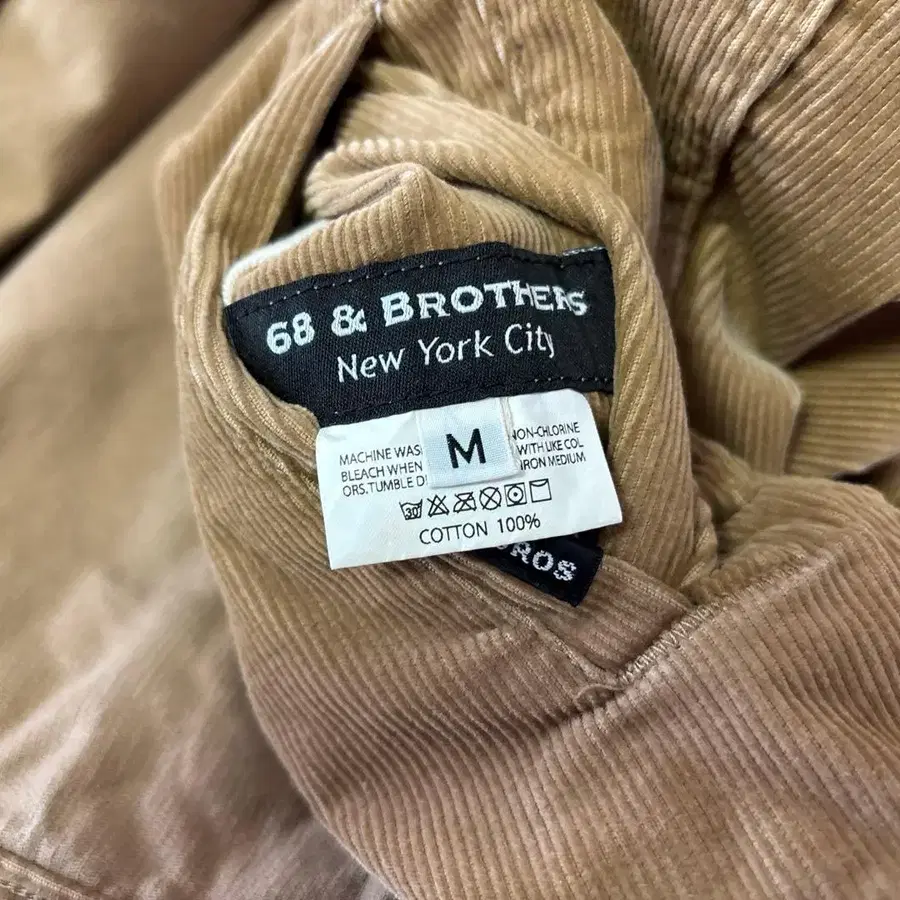 68 & BROTHERS
New York City
M
MACHINE WAS NON-CHLORINE
BLEACH WHEN WITH LIKE COL
ORS.TUMBLE D IRON MEDIUM
30
COTTON 100%
ROS